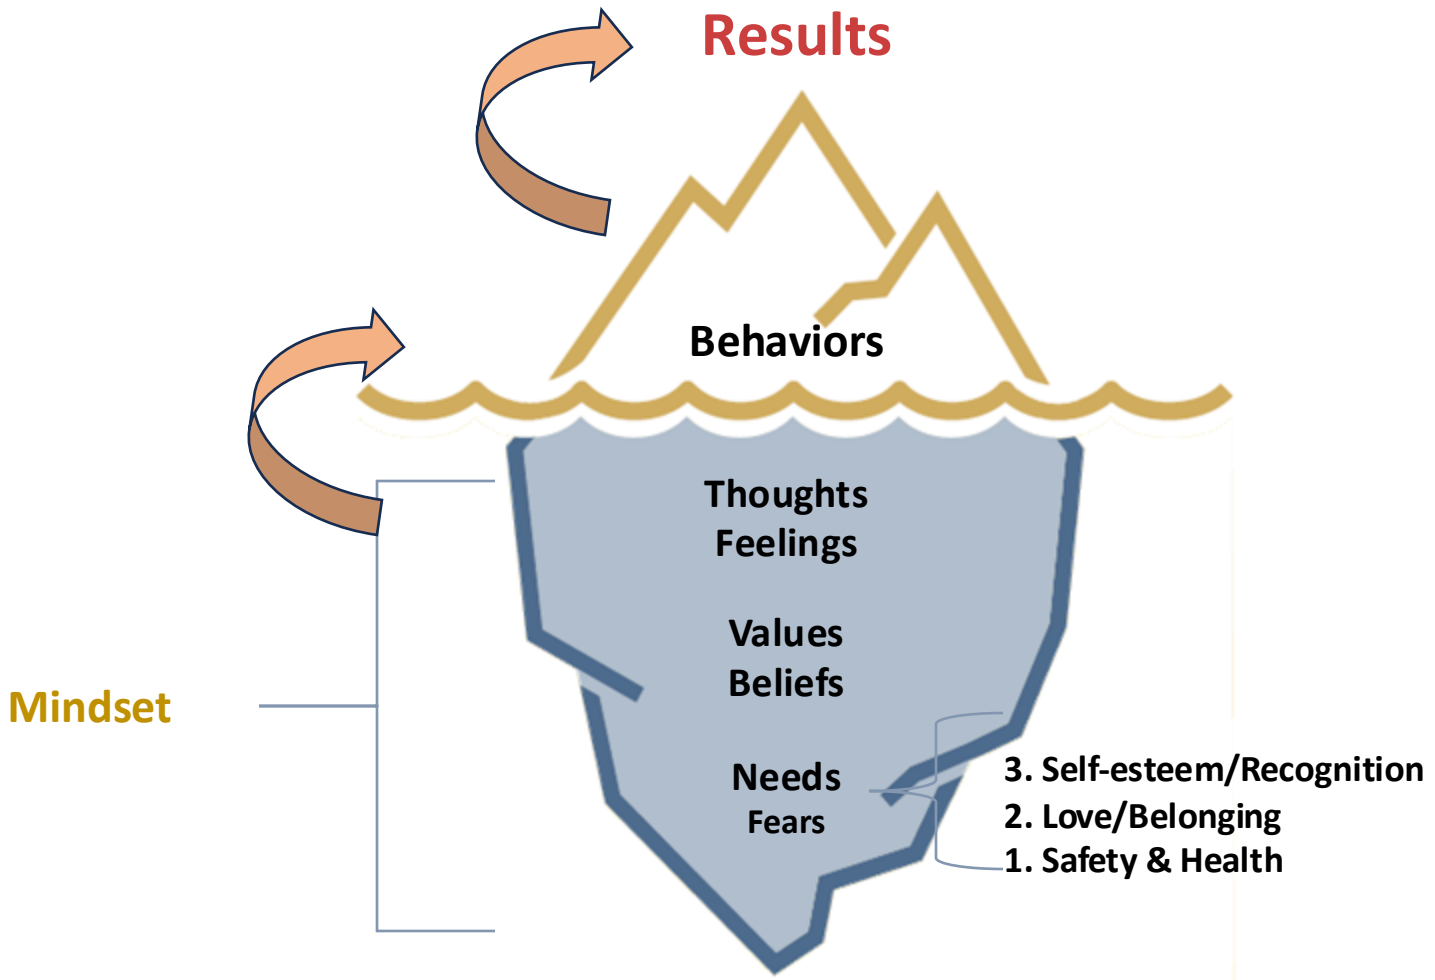 Results
Behaviors
Thoughts
Feelings
Values
Beliefs
Mindset
Needs
Fears
3. Self-esteem/Recognition
2. Love/Belonging
1. Safety & Health